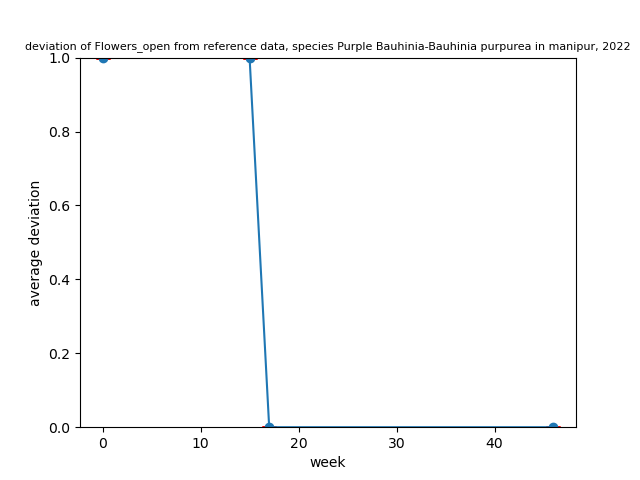 deviation of Flowers_open from reference data, species Purple Bauhinia-Bauhinia purpurea in manipur, 2022
1.0
0.8
0.6
0.4
0.2
0.0
average deviation
0 10 20 30 40
week